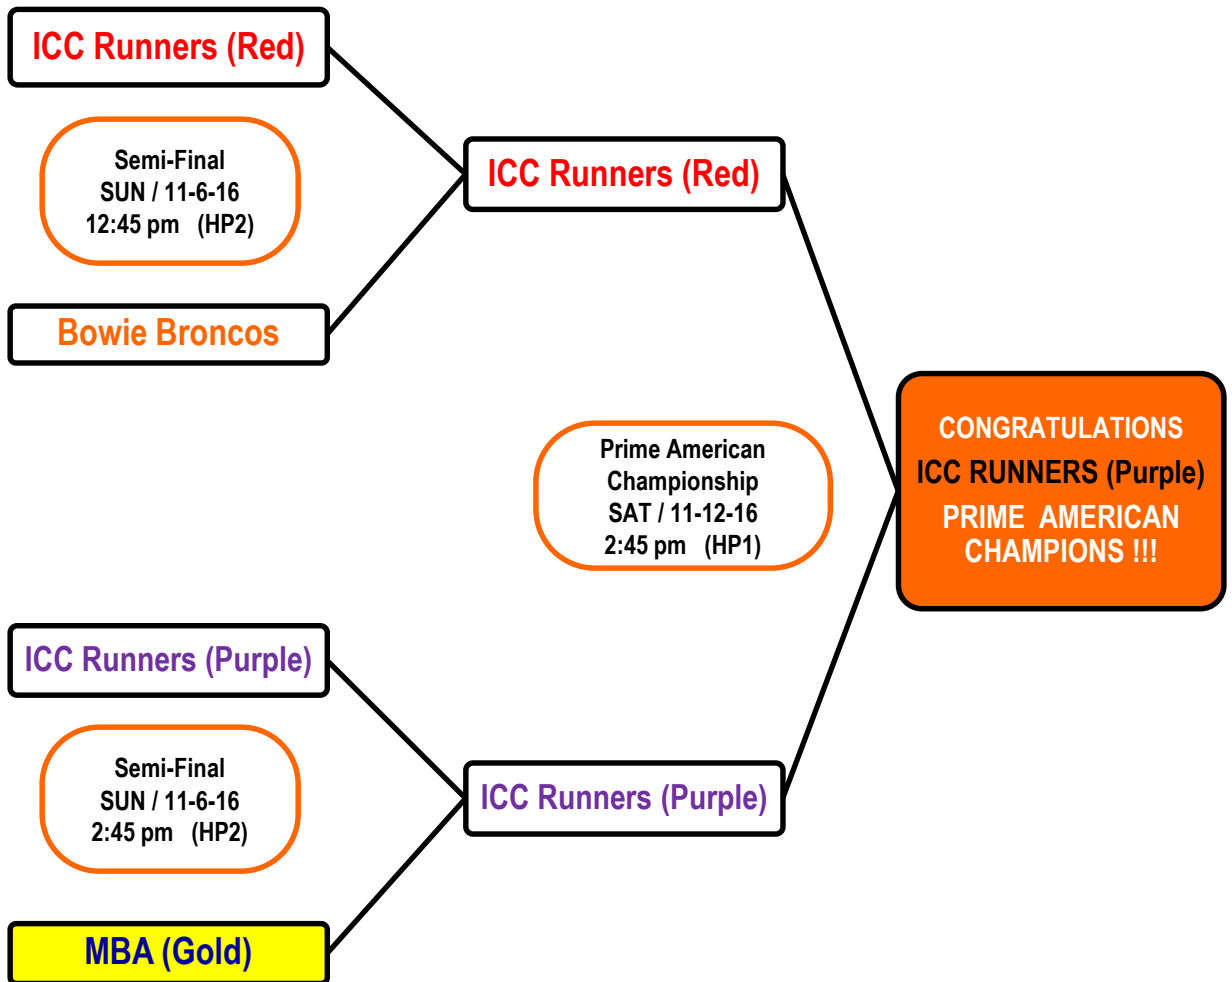 ICC Runners (Red)
Semi-Final
SUN / 11-6-16
12:45 pm (HP2)
Bowie Broncos
ICC Runners (Red)
Prime American
Championship
SAT / 11-12-16
2:45 pm (HP1)
CONGRATULATIONS
ICC RUNNERS (Purple)
PRIME AMERICAN
CHAMPIONS !!!
ICC Runners (Purple)
Semi-Final
SUN / 11-6-16
2:45 pm (HP2)
MBA (Gold)
ICC Runners (Purple)